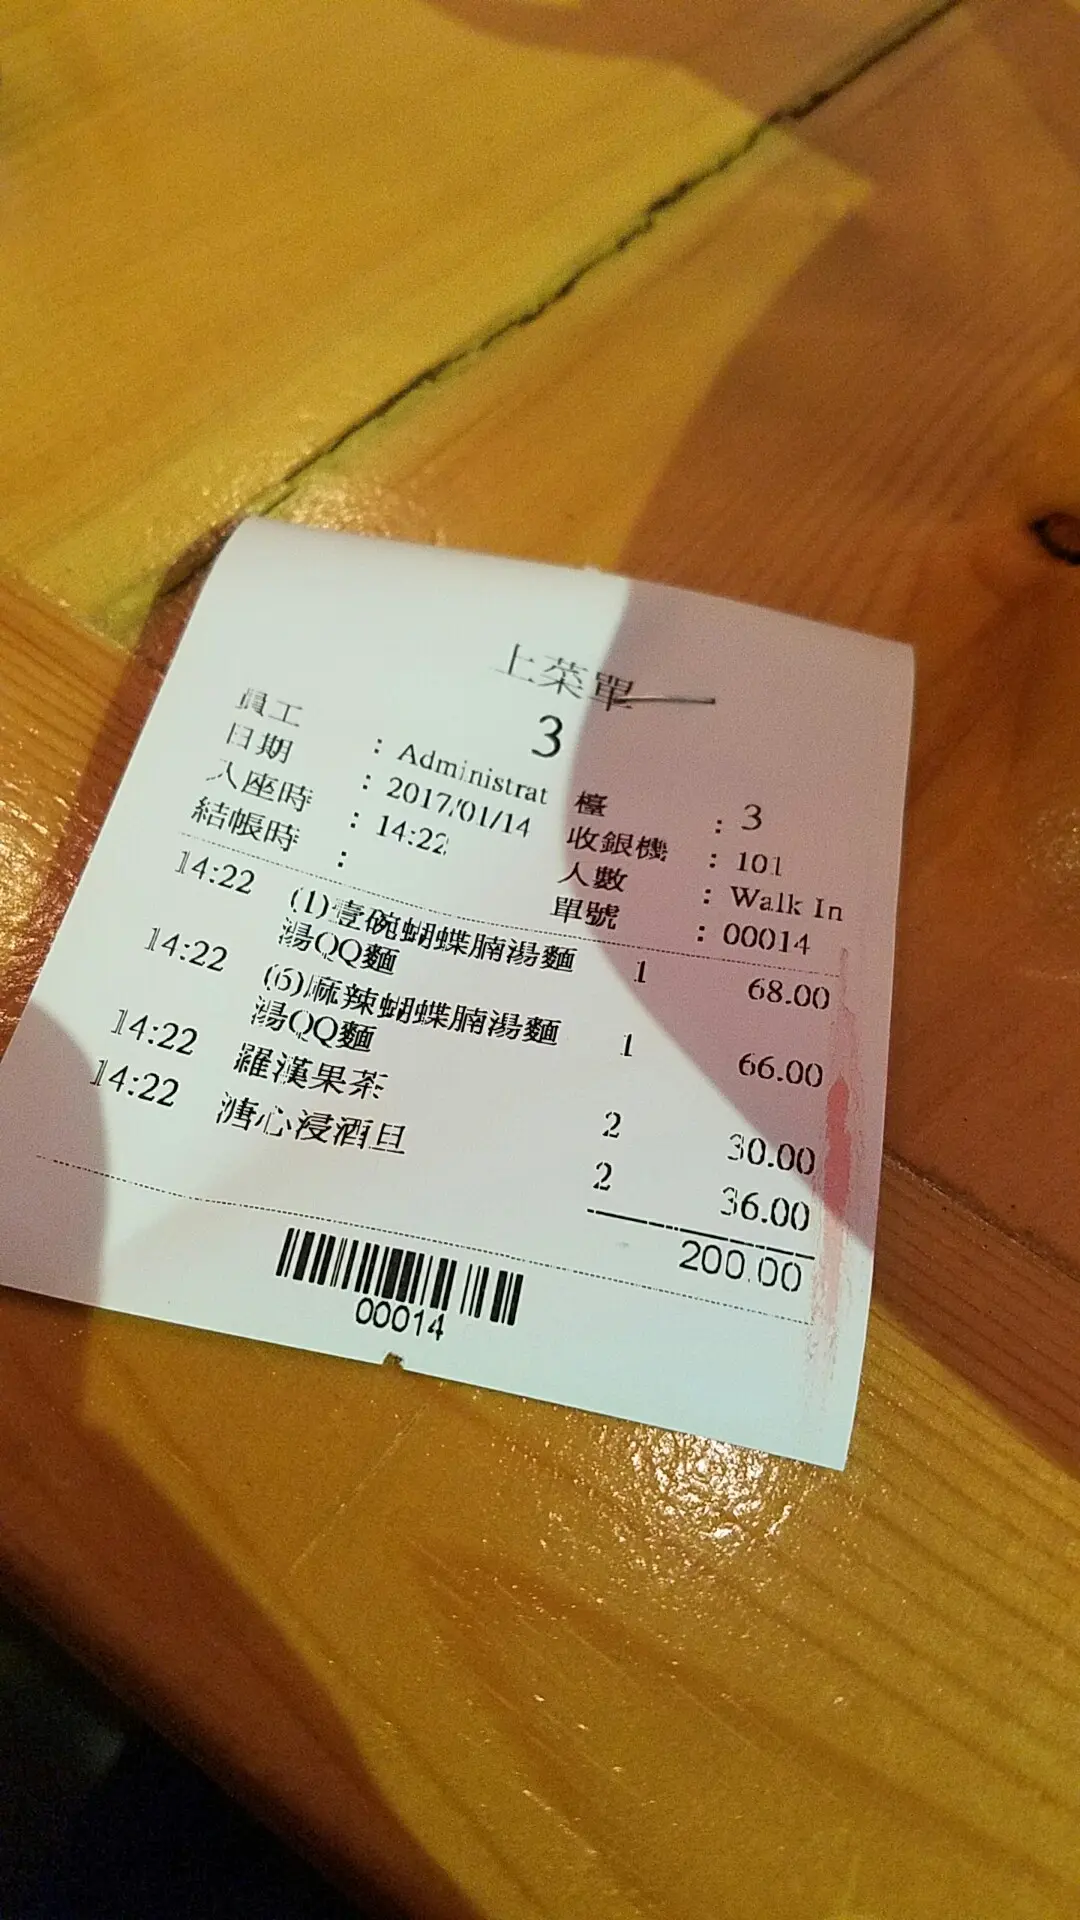 上菜單
3
員工 : Administrat 檯 : 3
日期 : 2017/01/14 收銀機 : 101
入座時 : 14:22 人數 : Walk In
結帳時 : 單號 : 00014
14:22 (1)壹碗蝴蝶腩湯麵 1 68.00
湯QQ麵
14:22 (6)麻辣蝴蝶腩湯麵 1 66.00
湯QQ麵
14:22 羅漢果茶 2 30.00
14:22 溏心浸酒旦 2 36.00
200.00
00014